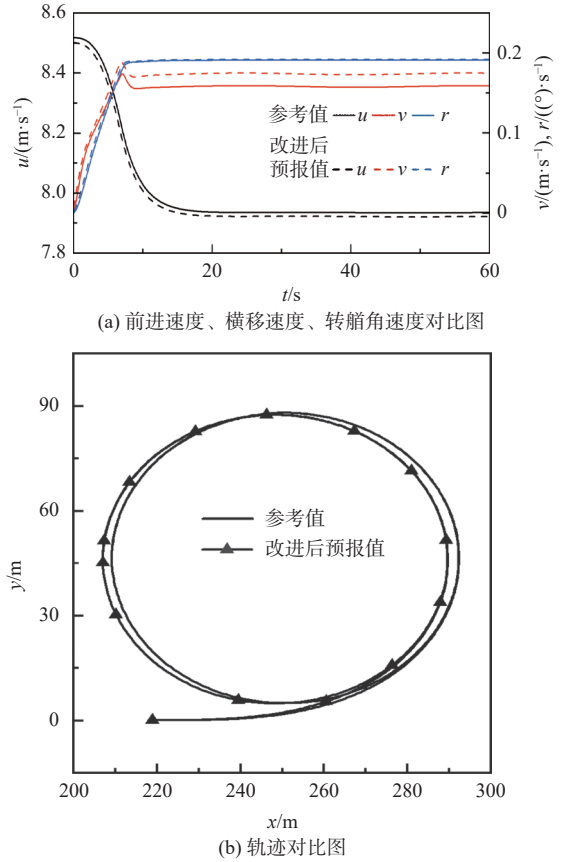 8.6
8.4
8.2
8.0
7.8
u/(m·s⁻¹)
0.2
0.1
0
v/(m·s⁻¹), r/((°)·s⁻¹)
参考值 u v r
改进后
预报值 u v r
0 20 40 60
t/s
(a) 前进速度、横移速度、转艏角速度对比图
90
60
30
0
y/m
参考值
改进后预报值
200 220 240 260 280 300
x/m
(b) 轨迹对比图